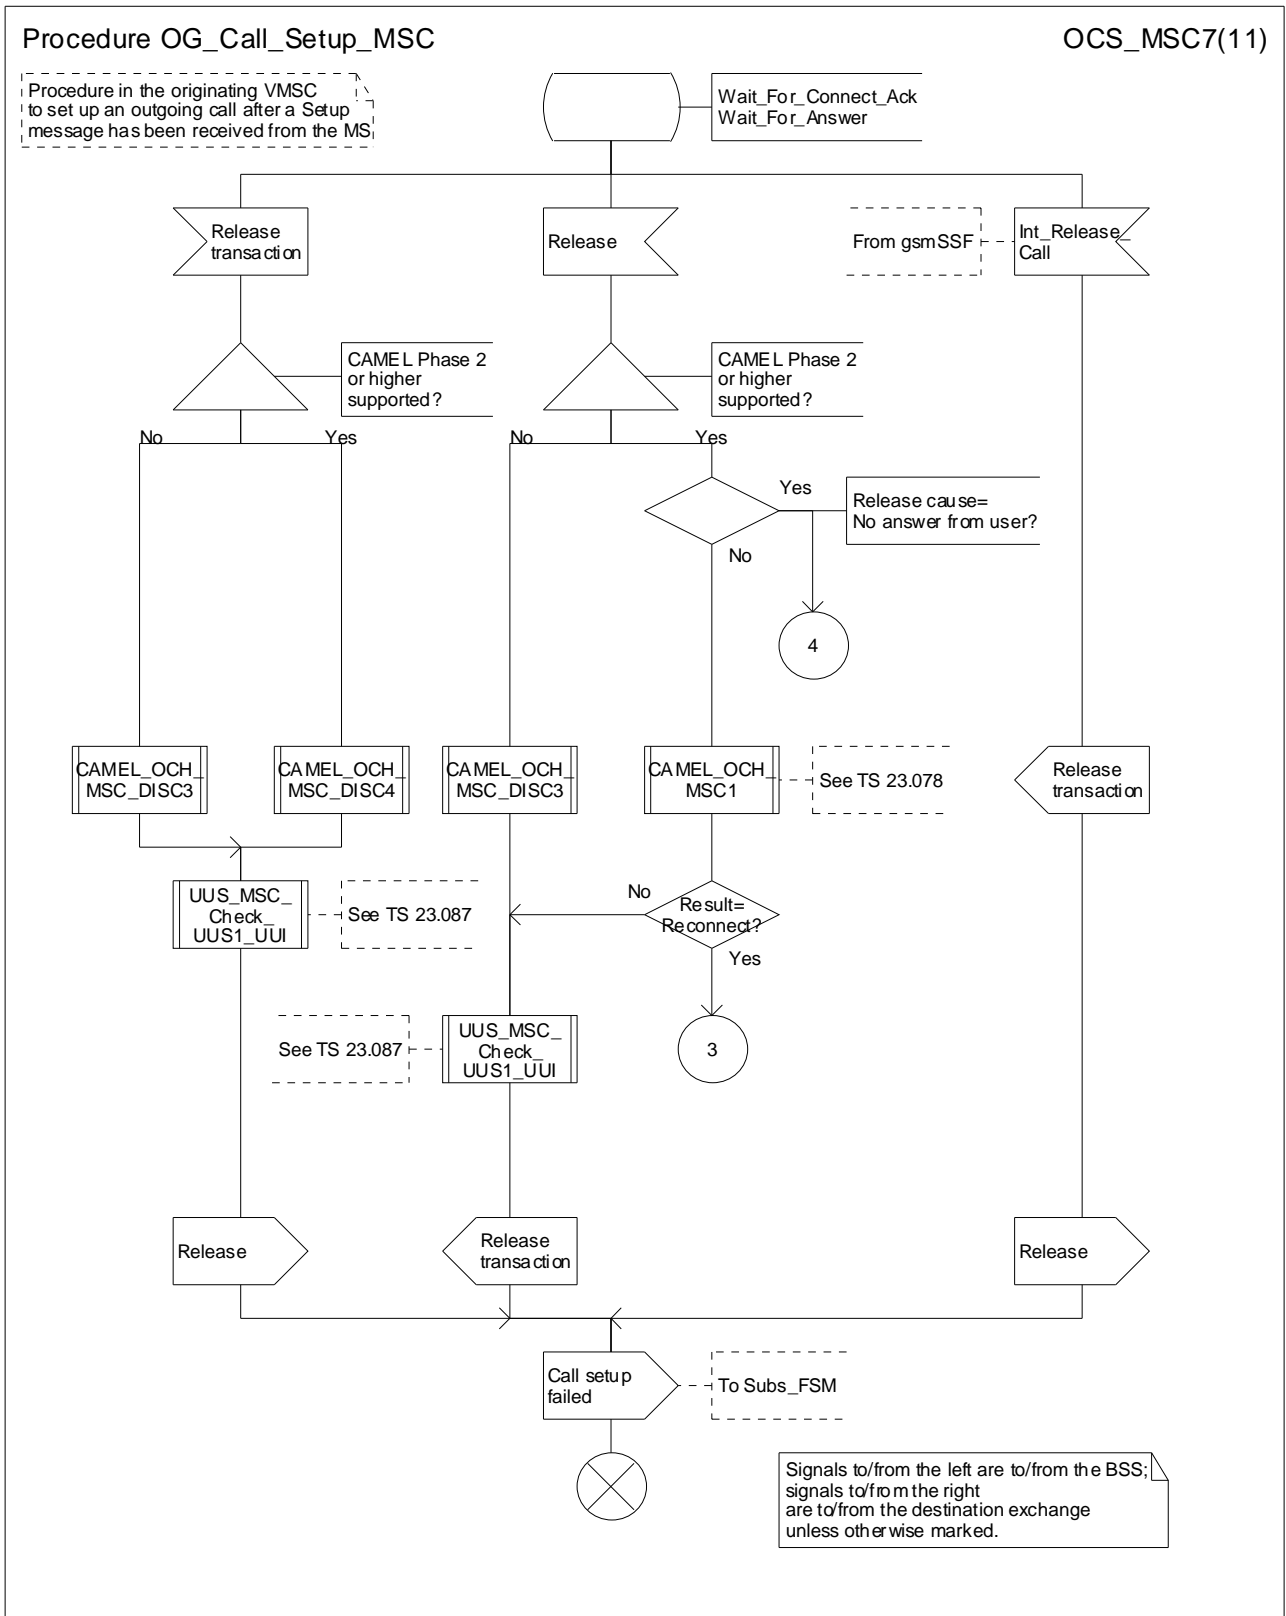 Procedure OG_Call_Setup_MSC
OCS_MSC7(11)
Procedure in the originating VMSC
to set up an outgoing call after a Setup
message has been received from the MS
Wait_For_Connect_Ack
Wait_For_Answer
Release
transaction
Release
From gsmSSF
Int_Release_
Call
CAMEL Phase 2
or higher
supported?
CAMEL Phase 2
or higher
supported?
No
Yes
No
Yes
Yes
Release cause=
No answer from user?
No
4
CAMEL_OCH_
MSC_DISC3
CAMEL_OCH_
MSC_DISC4
CAMEL_OCH_
MSC_DISC3
CAMEL_OCH_
MSC1
See TS 23.078
Release
transaction
UUS_MSC_
Check_
UUS1_UUI
See TS 23.087
No
Result=
Reconnect?
Yes
See TS 23.087
UUS_MSC_
Check_
UUS1_UUI
3
Release
Release
transaction
Release
Call setup
failed
To Subs_FSM
Signals to/from the left are to/from the BSS;
signals to/from the right
are to/from the destination exchange
unless otherwise marked.